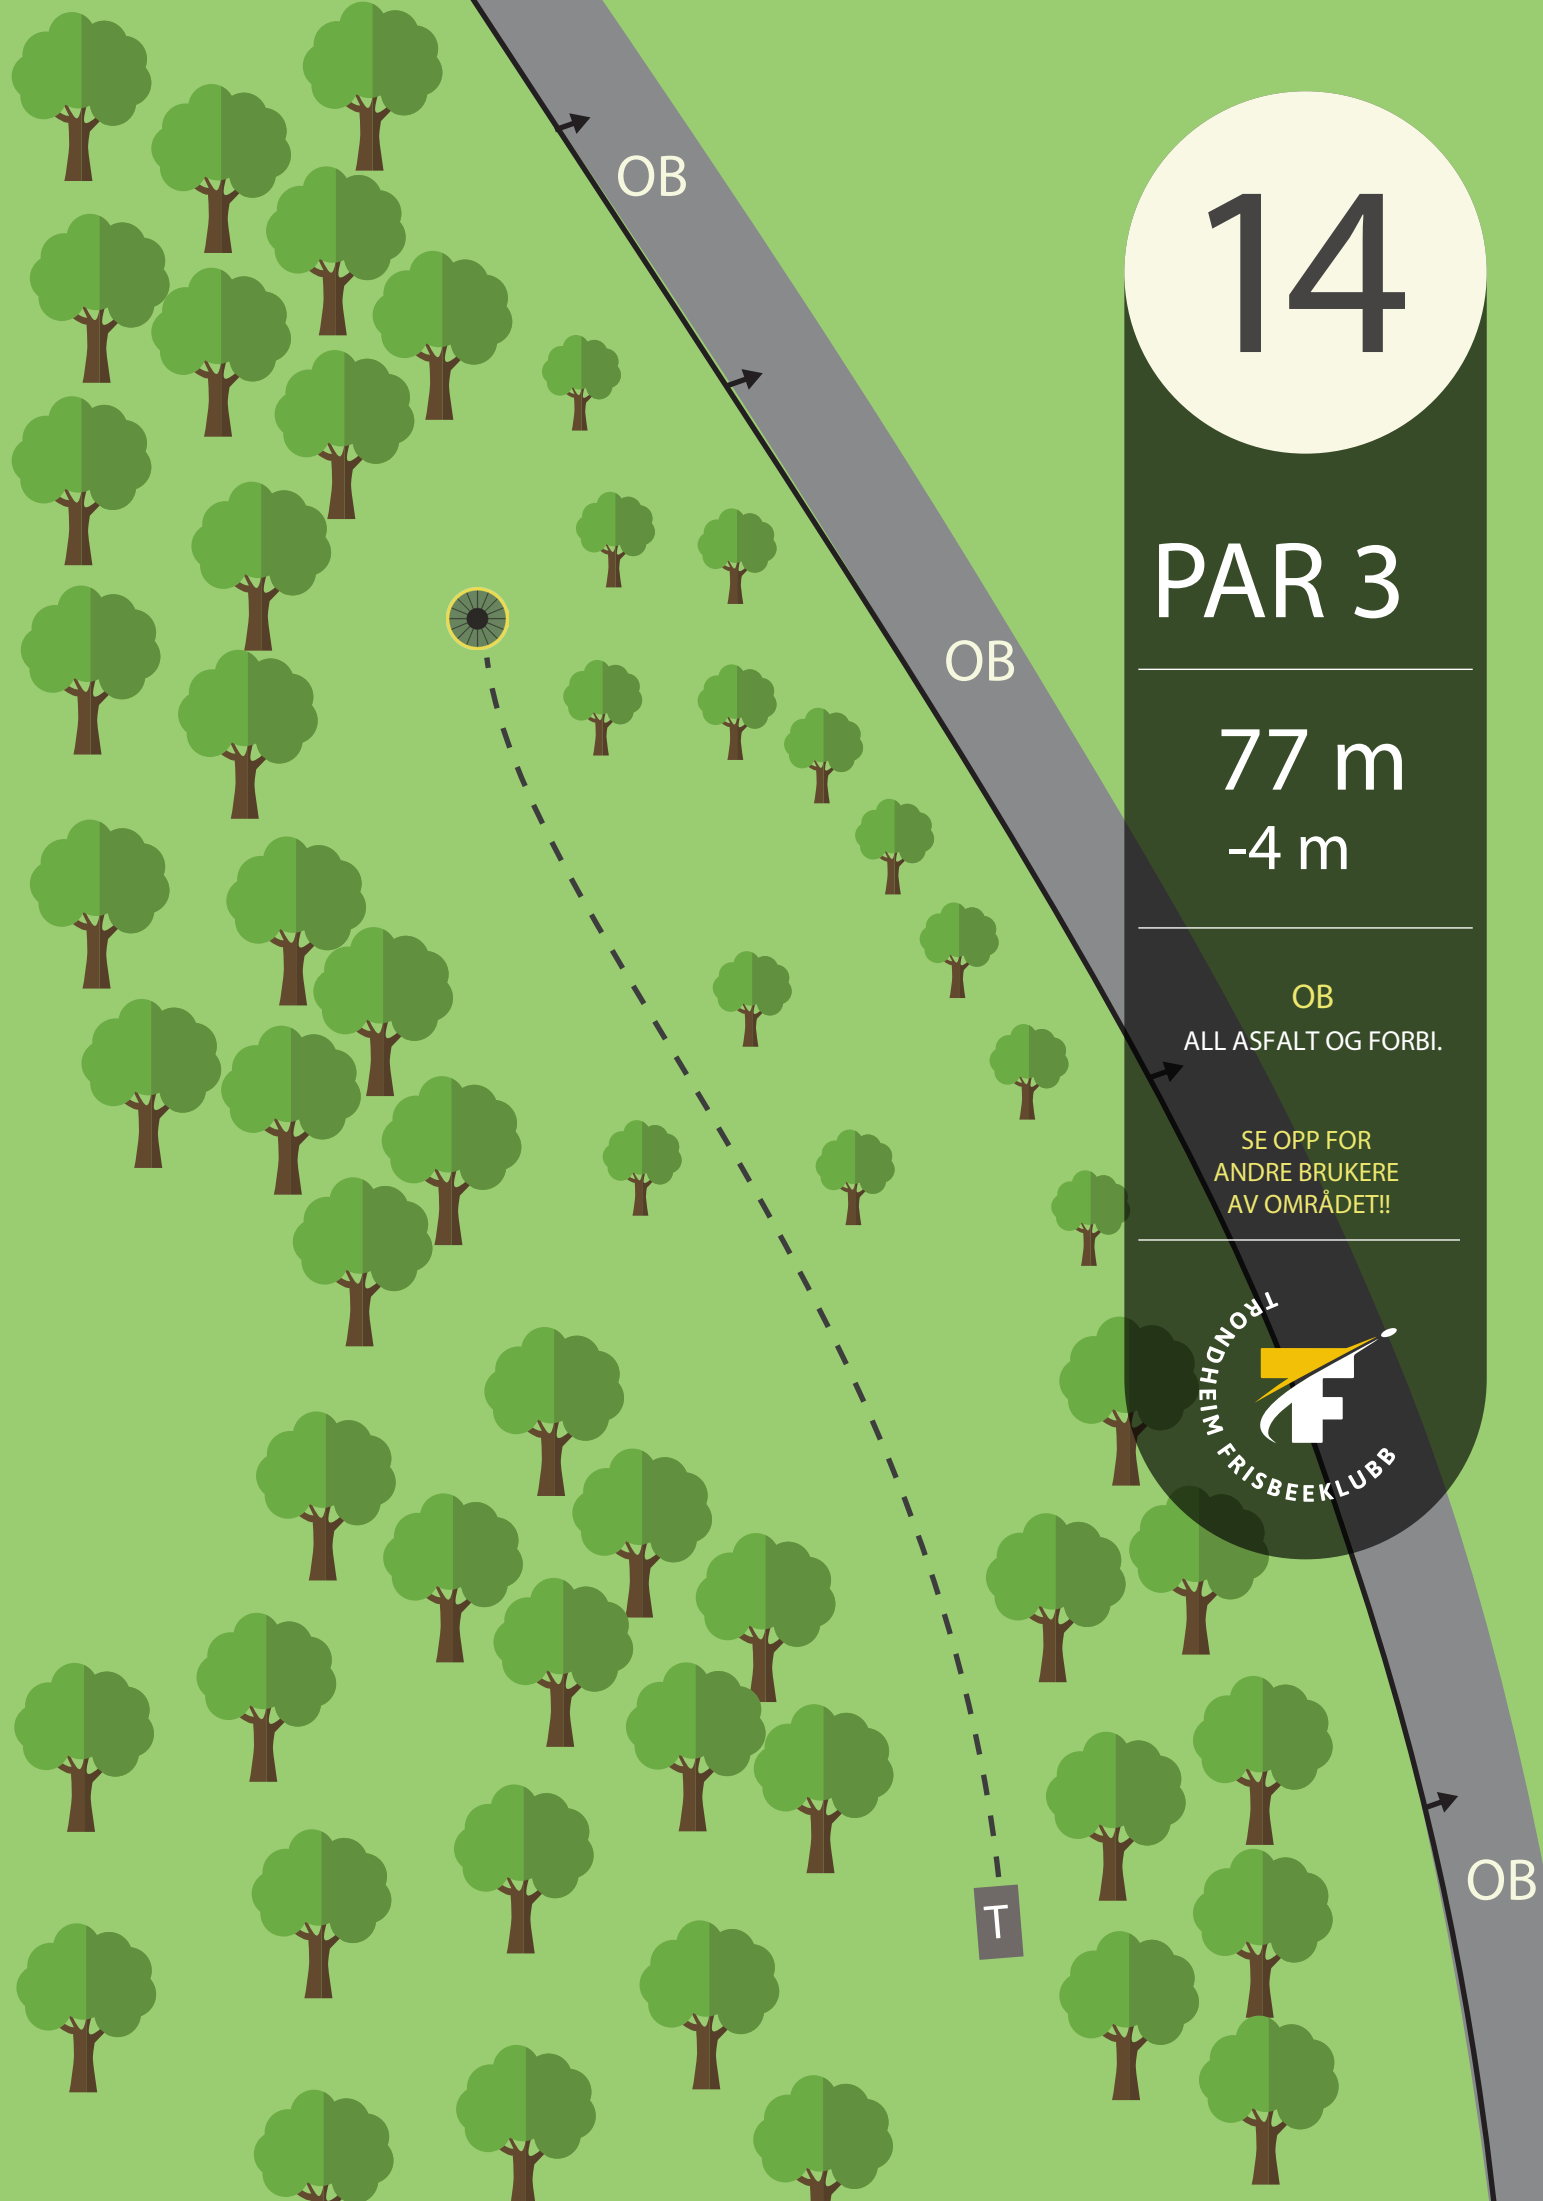 OB
14
PAR 3
OB
77 m
-4 m
OB
ALL ASFALT OG FORBI.
SE OPP FOR
ANDRE BRUKERE
AV OMRÅDET!!
TRONDHEIM FRISBEEKLUBB
TF
OB
T